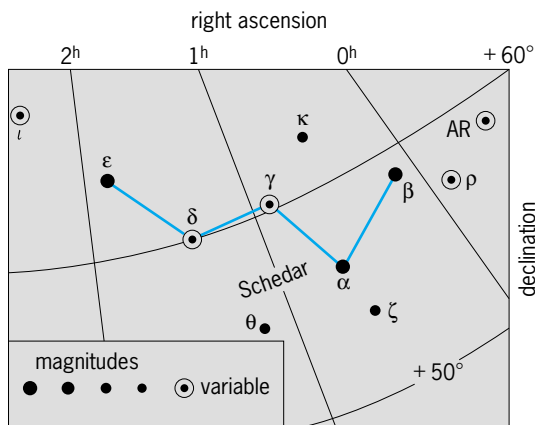 right ascension
2ʰ 1ʰ 0ʰ +60°
κ
AR
ι
ε
γ
β
ρ
δ
declination
Schedar
α
ζ
θ
+50°
magnitudes
variable